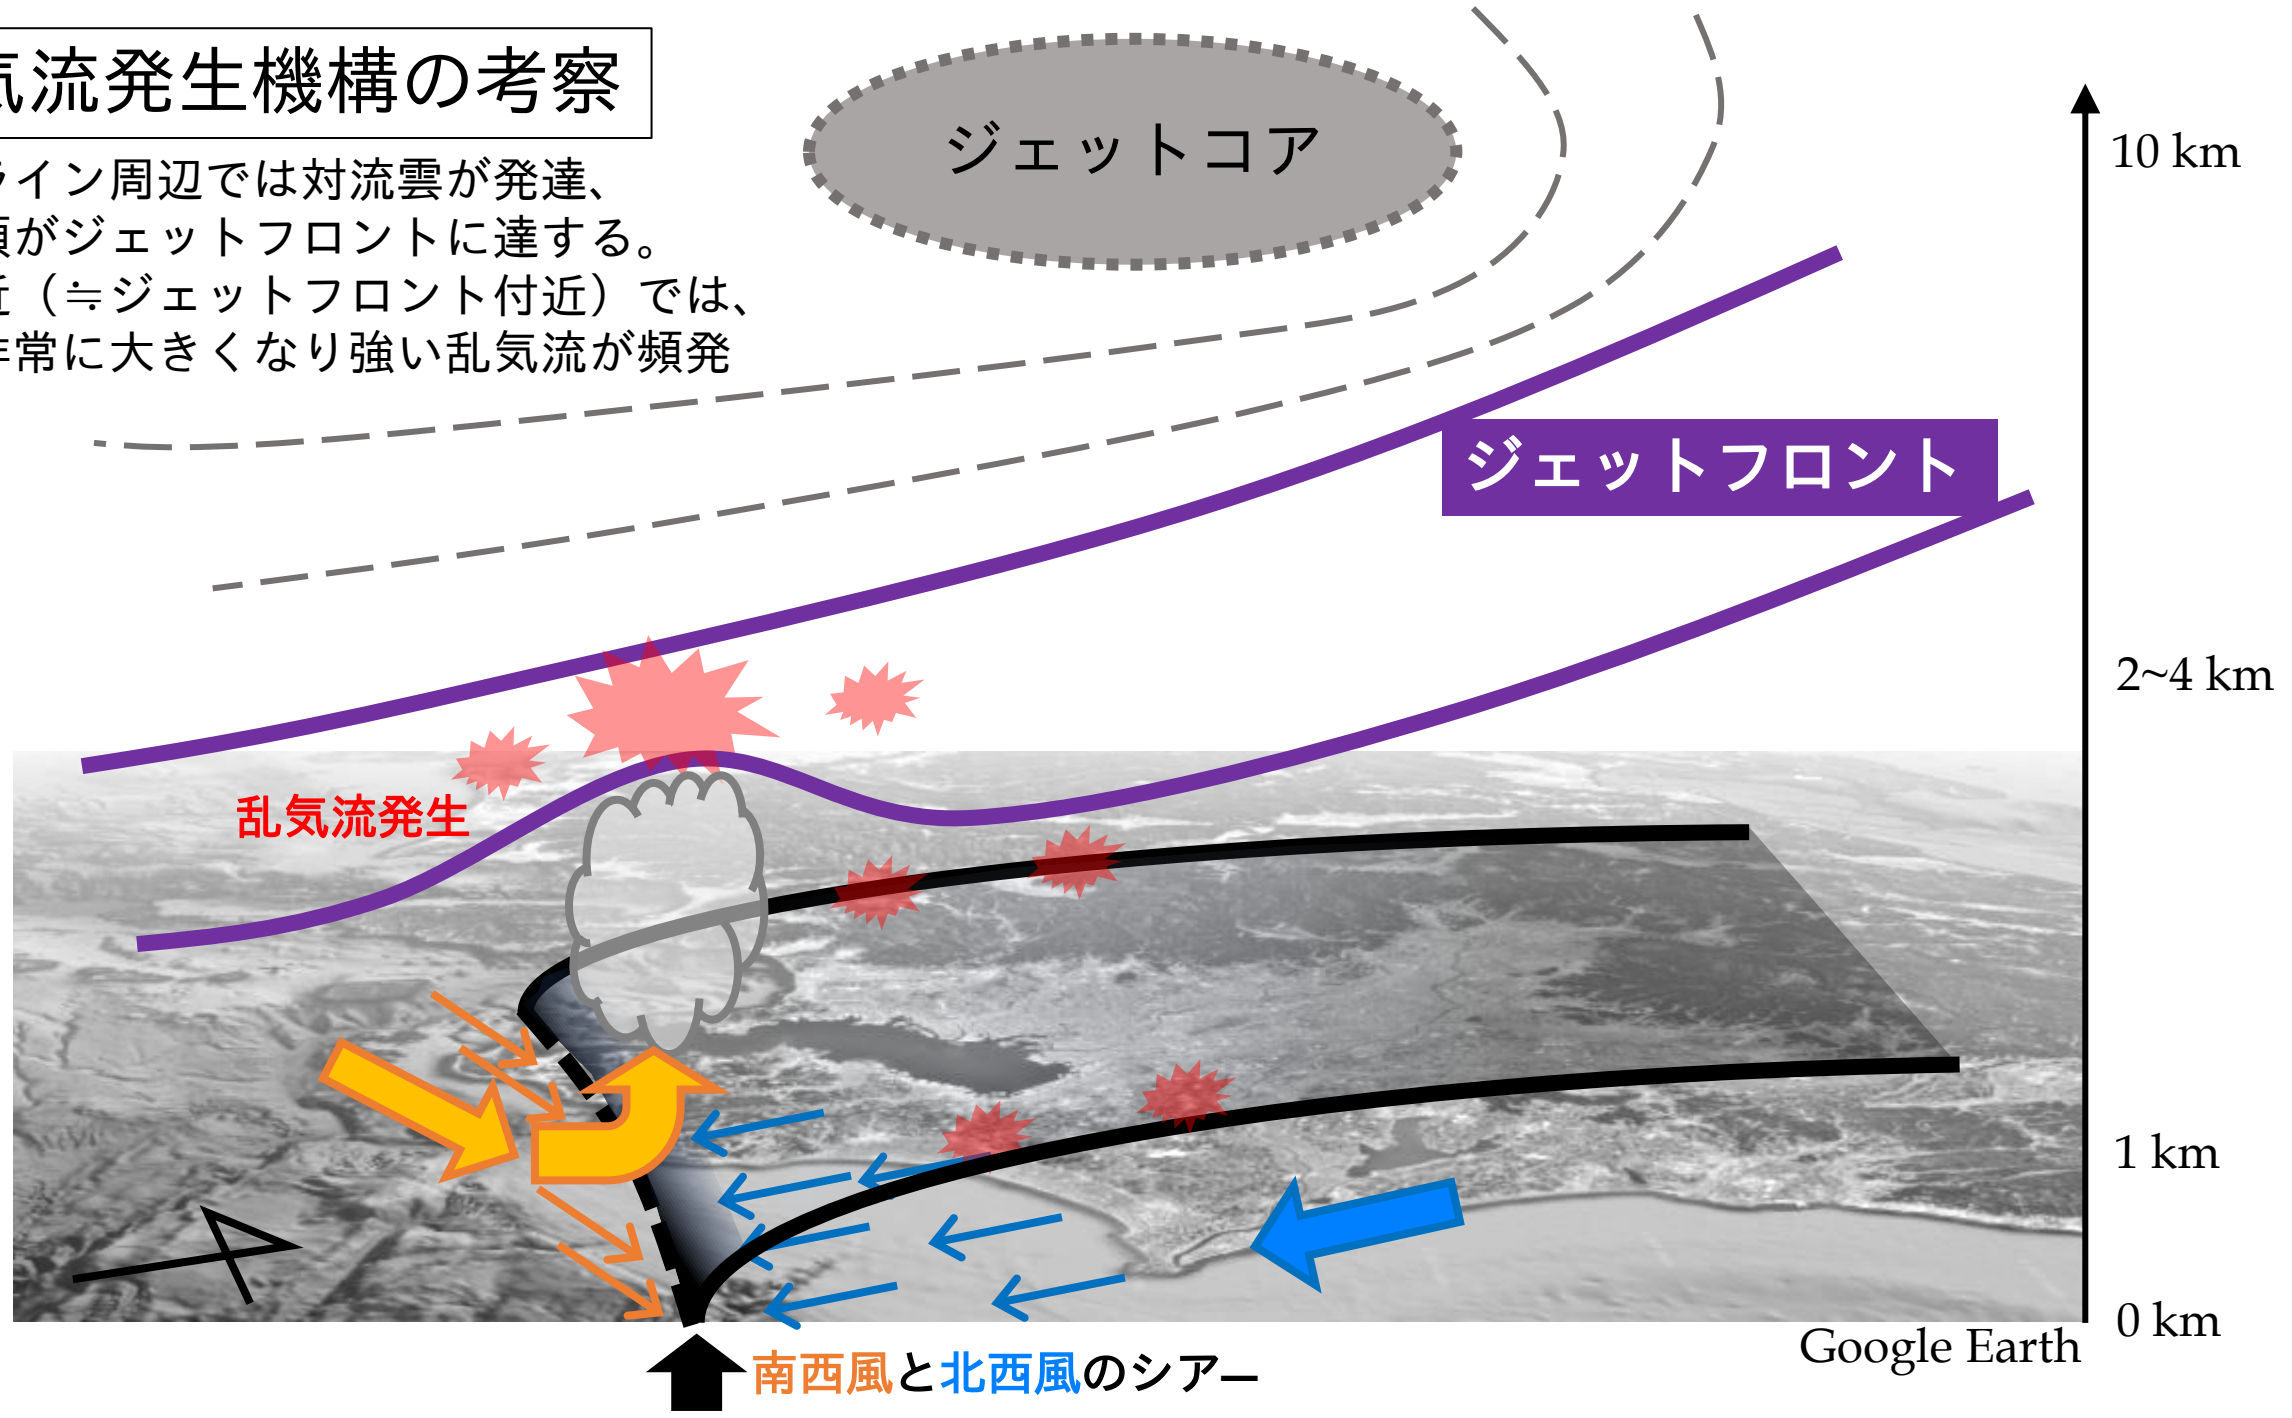 気流発生機構の考察
ライン周辺では対流雲が発達、
頂がジェットフロントに達する。
近（≒ジェットフロント付近）では、
非常に大きくなり強い乱気流が頻発
ジェットコア
10 km
ジェットフロント
2~4 km
乱気流発生
1 km
0 km
Google Earth
南西風と北西風のシアー